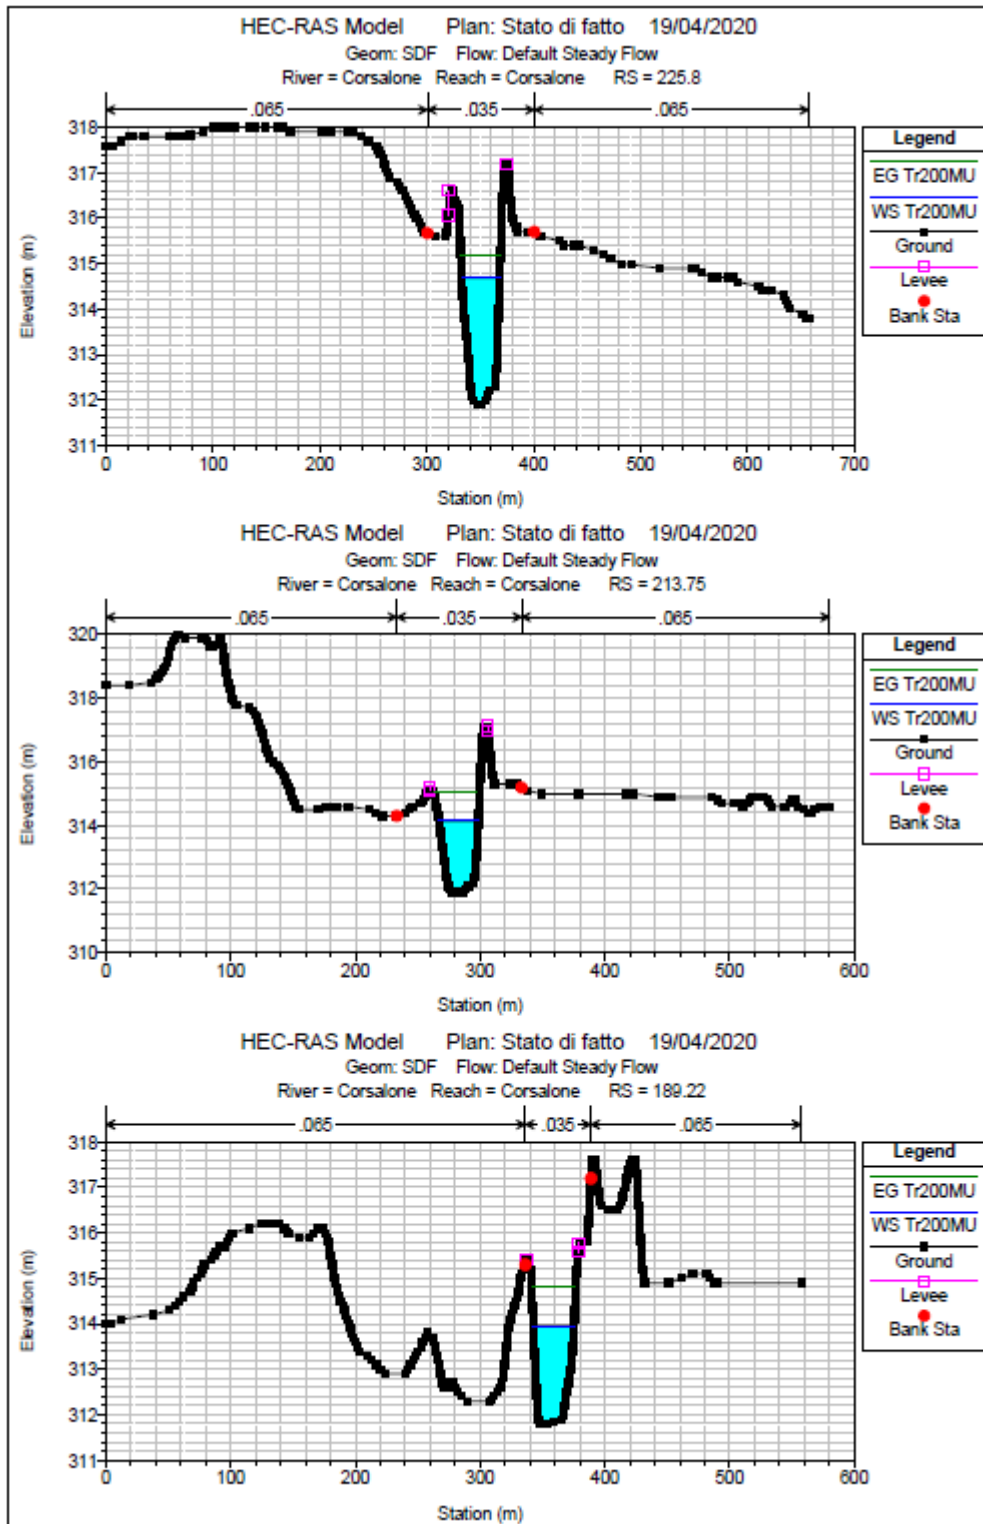 HEC-RAS Model Plan: Stato di fatto 19/04/2020
Geom: SDF Flow: Default Steady Flow
River = Corsalone Reach = Corsalone RS = 225.8
.065 .035 .065
318
317
316
315
314
313
312
311
Elevation (m)
0 100 200 300 400 500 600 700
Station (m)
Legend
EG Tr200MU
WS Tr200MU
Ground
Levee
Bank Sta
HEC-RAS Model Plan: Stato di fatto 19/04/2020
Geom: SDF Flow: Default Steady Flow
River = Corsalone Reach = Corsalone RS = 213.75
.065 .035 .065
320
318
316
314
312
310
Elevation (m)
0 100 200 300 400 500 600
Station (m)
Legend
EG Tr200MU
WS Tr200MU
Ground
Levee
Bank Sta
HEC-RAS Model Plan: Stato di fatto 19/04/2020
Geom: SDF Flow: Default Steady Flow
River = Corsalone Reach = Corsalone RS = 189.22
.065 .035 .065
318
317
316
315
314
313
312
311
Elevation (m)
0 100 200 300 400 500 600
Station (m)
Legend
EG Tr200MU
WS Tr200MU
Ground
Levee
Bank Sta